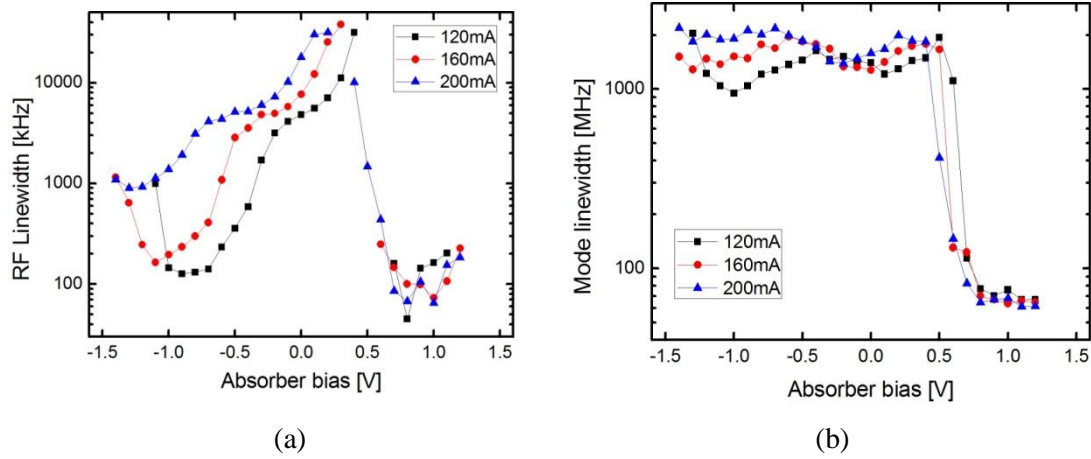 RF Linewidth [kHz]
10000
1000
100
-1.5 -1.0 -0.5 0.0 0.5 1.0 1.5
Absorber bias [V]
120mA
160mA
200mA
(a)
Mode linewidth [MHz]
1000
100
-1.5 -1.0 -0.5 0.0 0.5 1.0 1.5
Absorber bias [V]
120mA
160mA
200mA
(b)